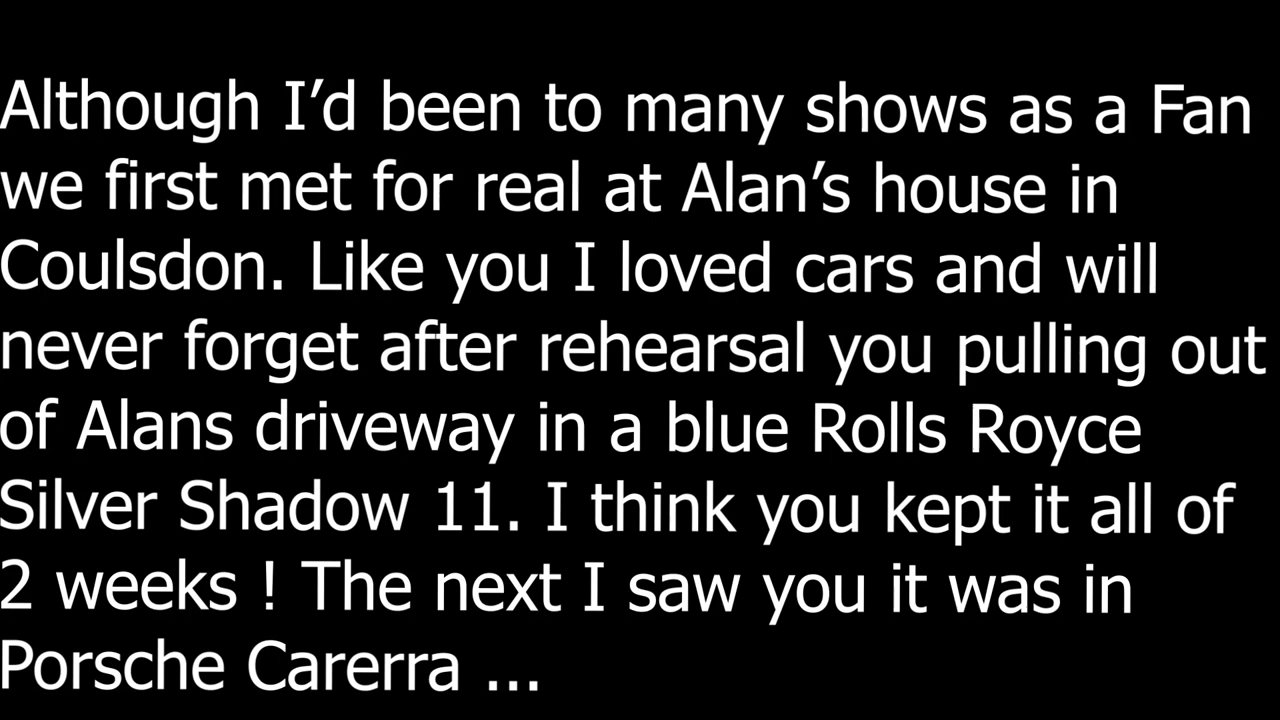 Although I’d been to many shows as a Fan
we first met for real at Alan’s house in
Coulsdon. Like you I loved cars and will
never forget after rehearsal you pulling out
of Alans driveway in a blue Rolls Royce
Silver Shadow 11. I think you kept it all of
2 weeks ! The next I saw you it was in
Porsche Carerra ...